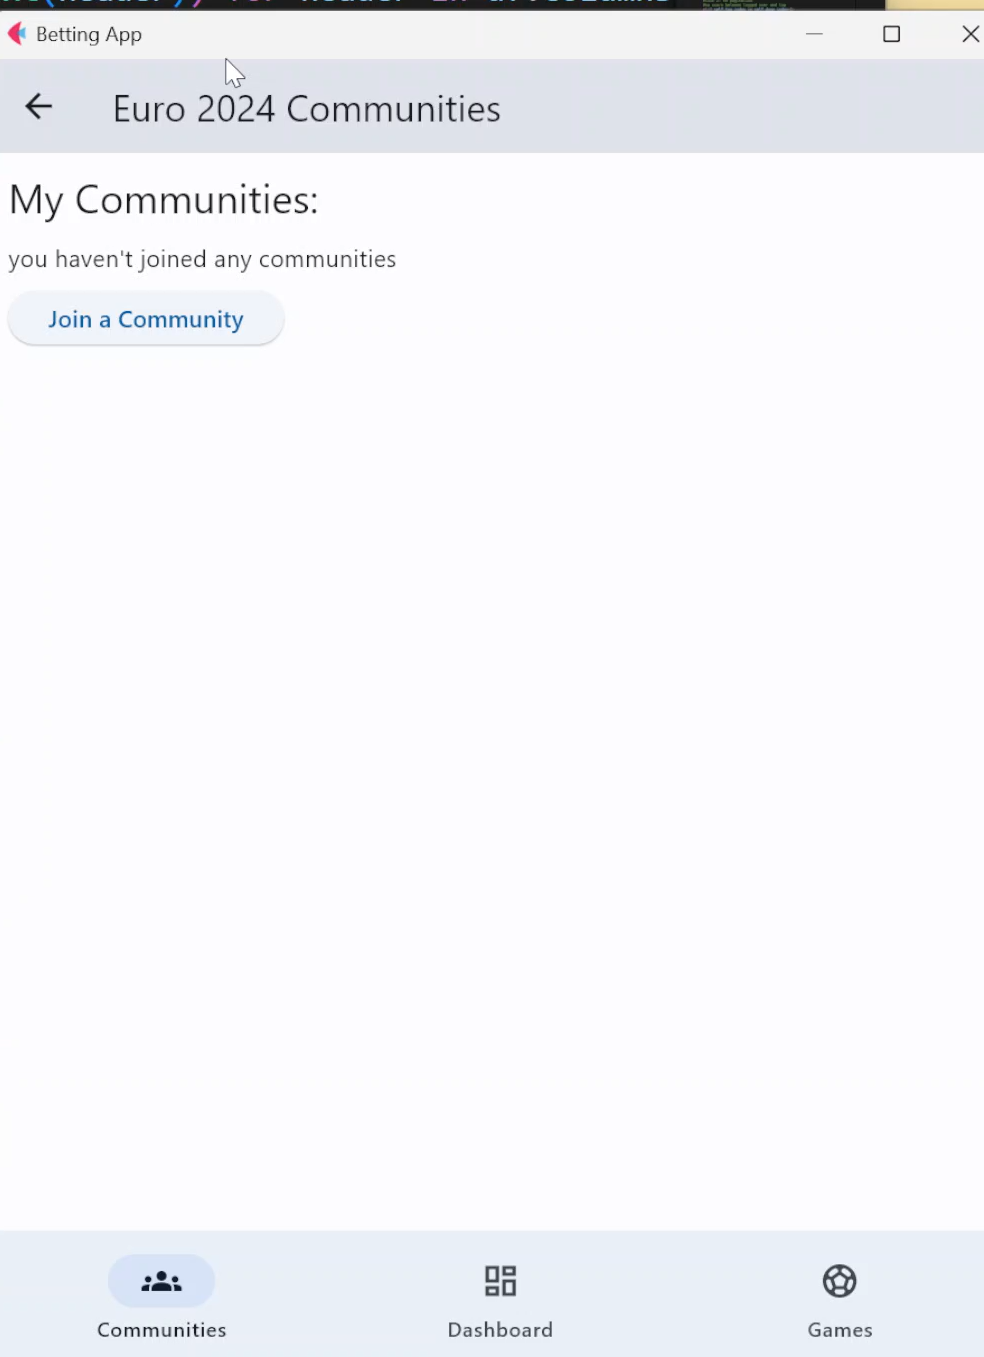 Betting App
Euro 2024 Communities
My Communities:
you haven't joined any communities
Join a Community
Communities
Dashboard
Games